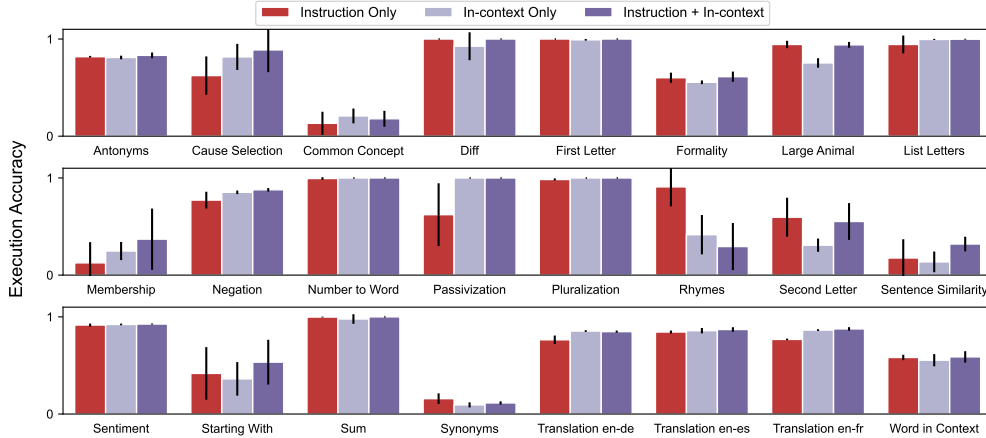 Instruction Only In-context Only Instruction + In-context
Execution Accuracy
1
0
Antonyms Cause Selection Common Concept Diff First Letter Formality Large Animal List Letters
1
0
Membership Negation Number to Word Passivization Pluralization Rhymes Second Letter Sentence Similarity
1
0
Sentiment Starting With Sum Synonyms Translation en-de Translation en-es Translation en-fr Word in Context